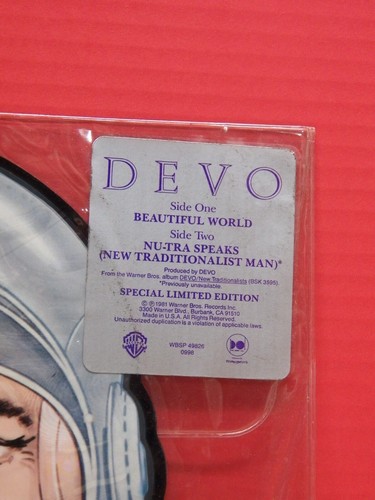 DEVO
Side One
BEAUTIFUL WORLD
Side Two
NU-TRA SPEAKS
(NEW TRADITIONALIST MAN)*
Produced by DEVO
From the Warner Bros. album DEVO/New Traditionalists (BSK 3595)
*Previously unavailable.
SPECIAL LIMITED EDITION
© ℗ 1981 Warner Bros. Records Inc.
3300 Warner Blvd., Burbank, CA 91510
Made in U.S.A. All Rights Reserved.
Unauthorized duplication is a violation of applicable laws.
WBSP 49828
0998